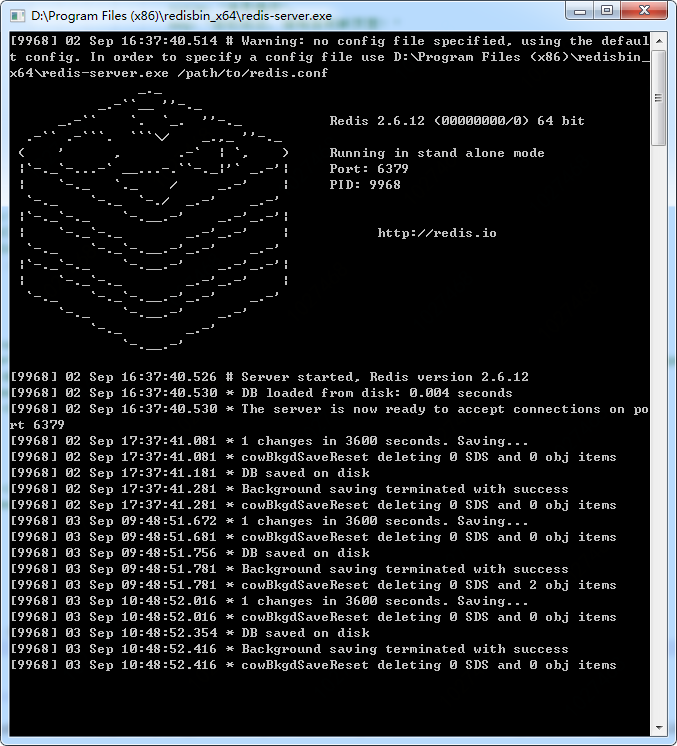 D:\Program Files (x86)\redisbin_x64\redis-server.exe
[9968] 02 Sep 16:37:40.514 # Warning: no config file specified, using the defaul
t config. In order to specify a config file use D:\Program Files (x86)\redisbin_
x64\redis-server.exe /path/to/redis.conf
Redis 2.6.12 (00000000/0) 64 bit
Running in stand alone mode
Port: 6379
PID: 9968
http://redis.io
[9968] 02 Sep 16:37:40.526 # Server started, Redis version 2.6.12
[9968] 02 Sep 16:37:40.530 * DB loaded from disk: 0.004 seconds
[9968] 02 Sep 16:37:40.530 * The server is now ready to accept connections on po
rt 6379
[9968] 02 Sep 17:37:41.081 * 1 changes in 3600 seconds. Saving...
[9968] 02 Sep 17:37:41.081 * cowBkgdSaveReset deleting 0 SDS and 0 obj items
[9968] 02 Sep 17:37:41.181 * DB saved on disk
[9968] 02 Sep 17:37:41.281 * Background saving terminated with success
[9968] 02 Sep 17:37:41.281 * cowBkgdSaveReset deleting 0 SDS and 0 obj items
[9968] 03 Sep 09:48:51.672 * 1 changes in 3600 seconds. Saving...
[9968] 03 Sep 09:48:51.681 * cowBkgdSaveReset deleting 0 SDS and 0 obj items
[9968] 03 Sep 09:48:51.756 * DB saved on disk
[9968] 03 Sep 09:48:51.781 * Background saving terminated with success
[9968] 03 Sep 09:48:51.781 * cowBkgdSaveReset deleting 0 SDS and 2 obj items
[9968] 03 Sep 10:48:52.016 * 1 changes in 3600 seconds. Saving...
[9968] 03 Sep 10:48:52.016 * cowBkgdSaveReset deleting 0 SDS and 0 obj items
[9968] 03 Sep 10:48:52.354 * DB saved on disk
[9968] 03 Sep 10:48:52.416 * Background saving terminated with success
[9968] 03 Sep 10:48:52.416 * cowBkgdSaveReset deleting 0 SDS and 0 obj items